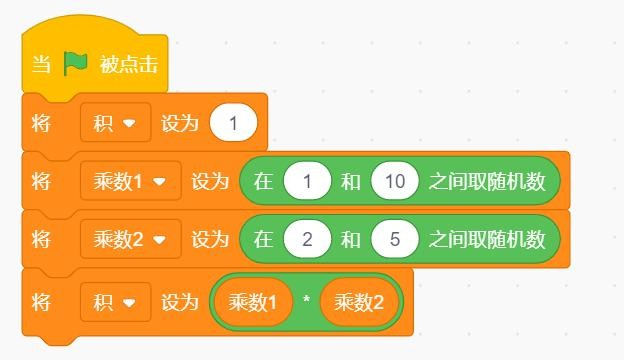 当 被点击
将 积 设为 1
将 乘数1 设为 在 1 和 10 之间取随机数
将 乘数2 设为 在 2 和 5 之间取随机数
将 积 设为 乘数1 * 乘数2